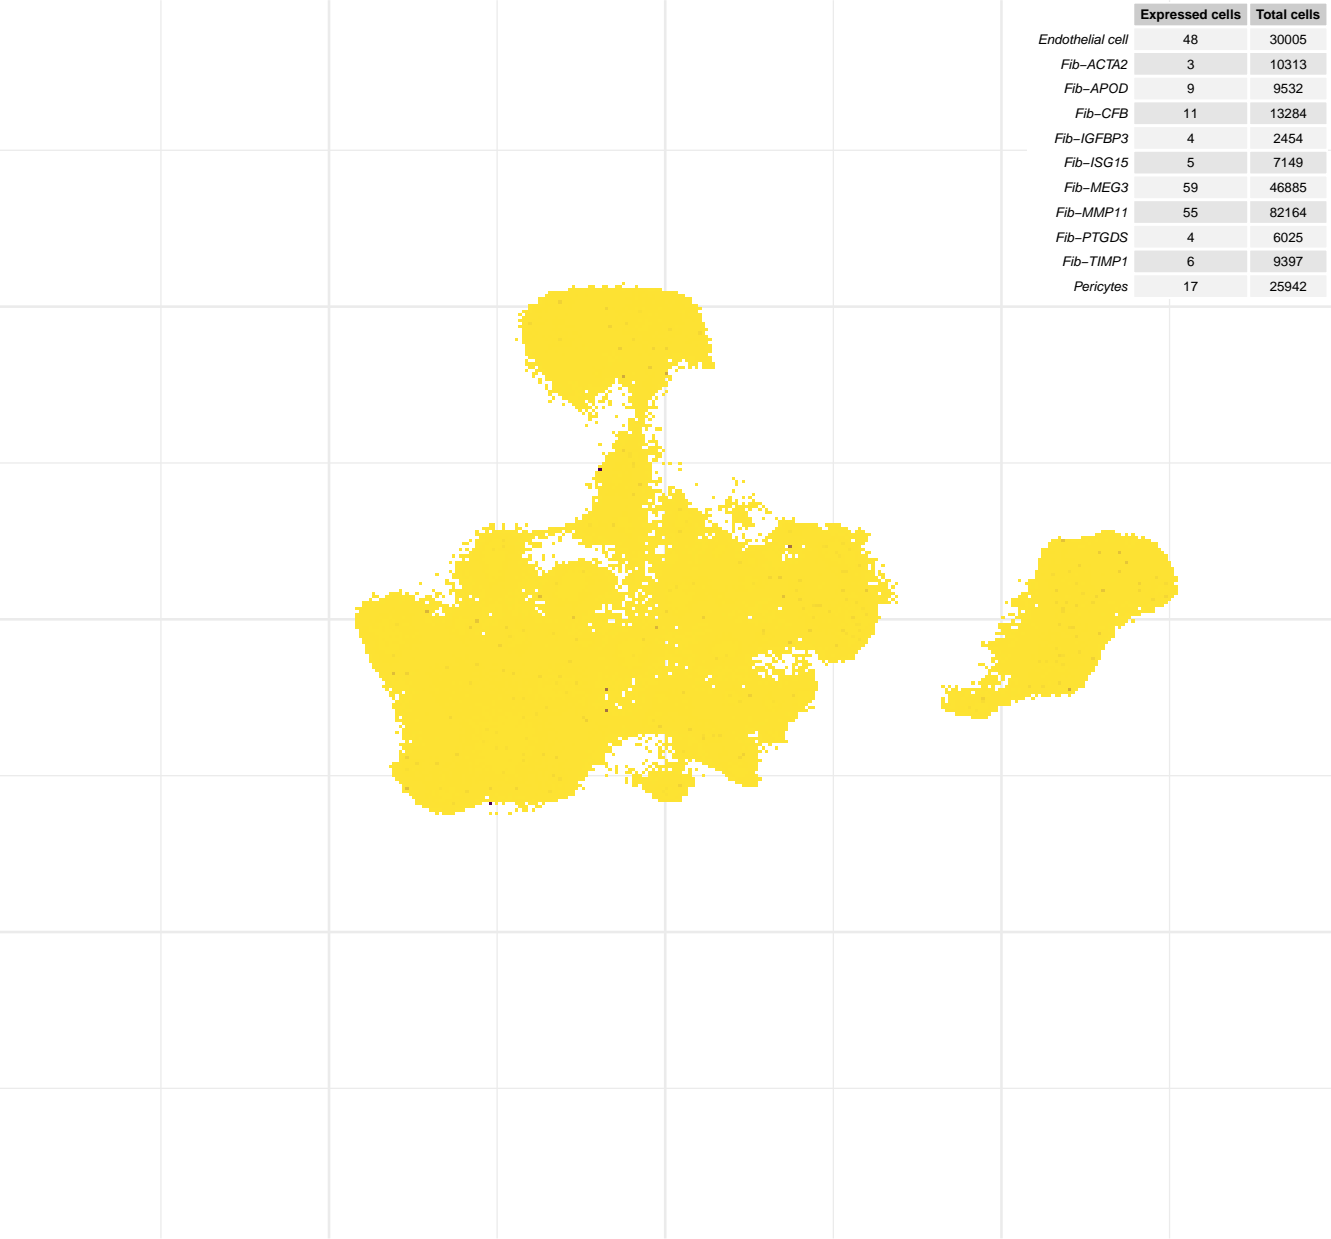 Expressed cells Total cells
Endothelial cell 48 30005
Fib−ACTA2 3 10313
Fib−APOD 9 9532
Fib−CFB 11 13284
Fib−IGFBP3 4 2454
Fib−ISG15 5 7149
Fib−MEG3 59 46885
Fib−MMP11 55 82164
Fib−PTGDS 4 6025
Fib−TIMP1 6 9397
Pericytes 17 25942